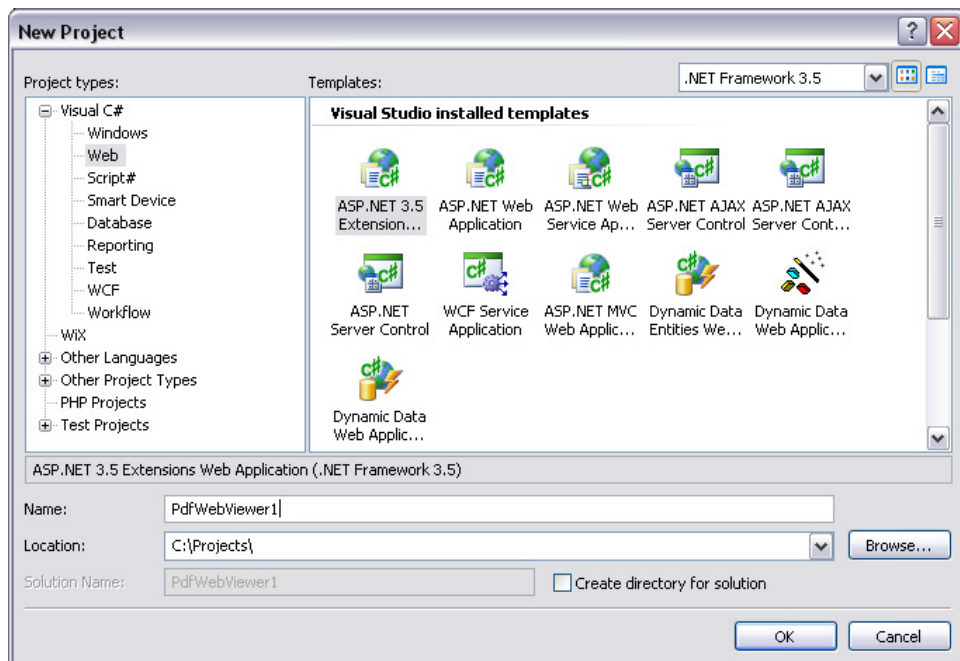 New Project
Project types:
Templates:
.NET Framework 3.5
Visual C#
Windows
Web
Script#
Smart Device
Database
Reporting
Test
WCF
Workflow
WiX
Other Languages
Other Project Types
PHP Projects
Test Projects
Visual Studio installed templates
ASP.NET 3.5 Extension...
ASP.NET Web Application
ASP.NET Web Service Ap...
ASP.NET AJAX Server Control
ASP.NET AJAX Server Cont...
ASP.NET Server Control
WCF Service Application
ASP.NET MVC Web Applic...
Dynamic Data Entities We...
Dynamic Data Web Applic...
Dynamic Data Web Applic...
ASP.NET 3.5 Extensions Web Application (.NET Framework 3.5)
Name:
PdfWebViewer1
Location:
C:\Projects\
Browse...
Solution Name:
PdfWebViewer1
Create directory for solution
OK
Cancel